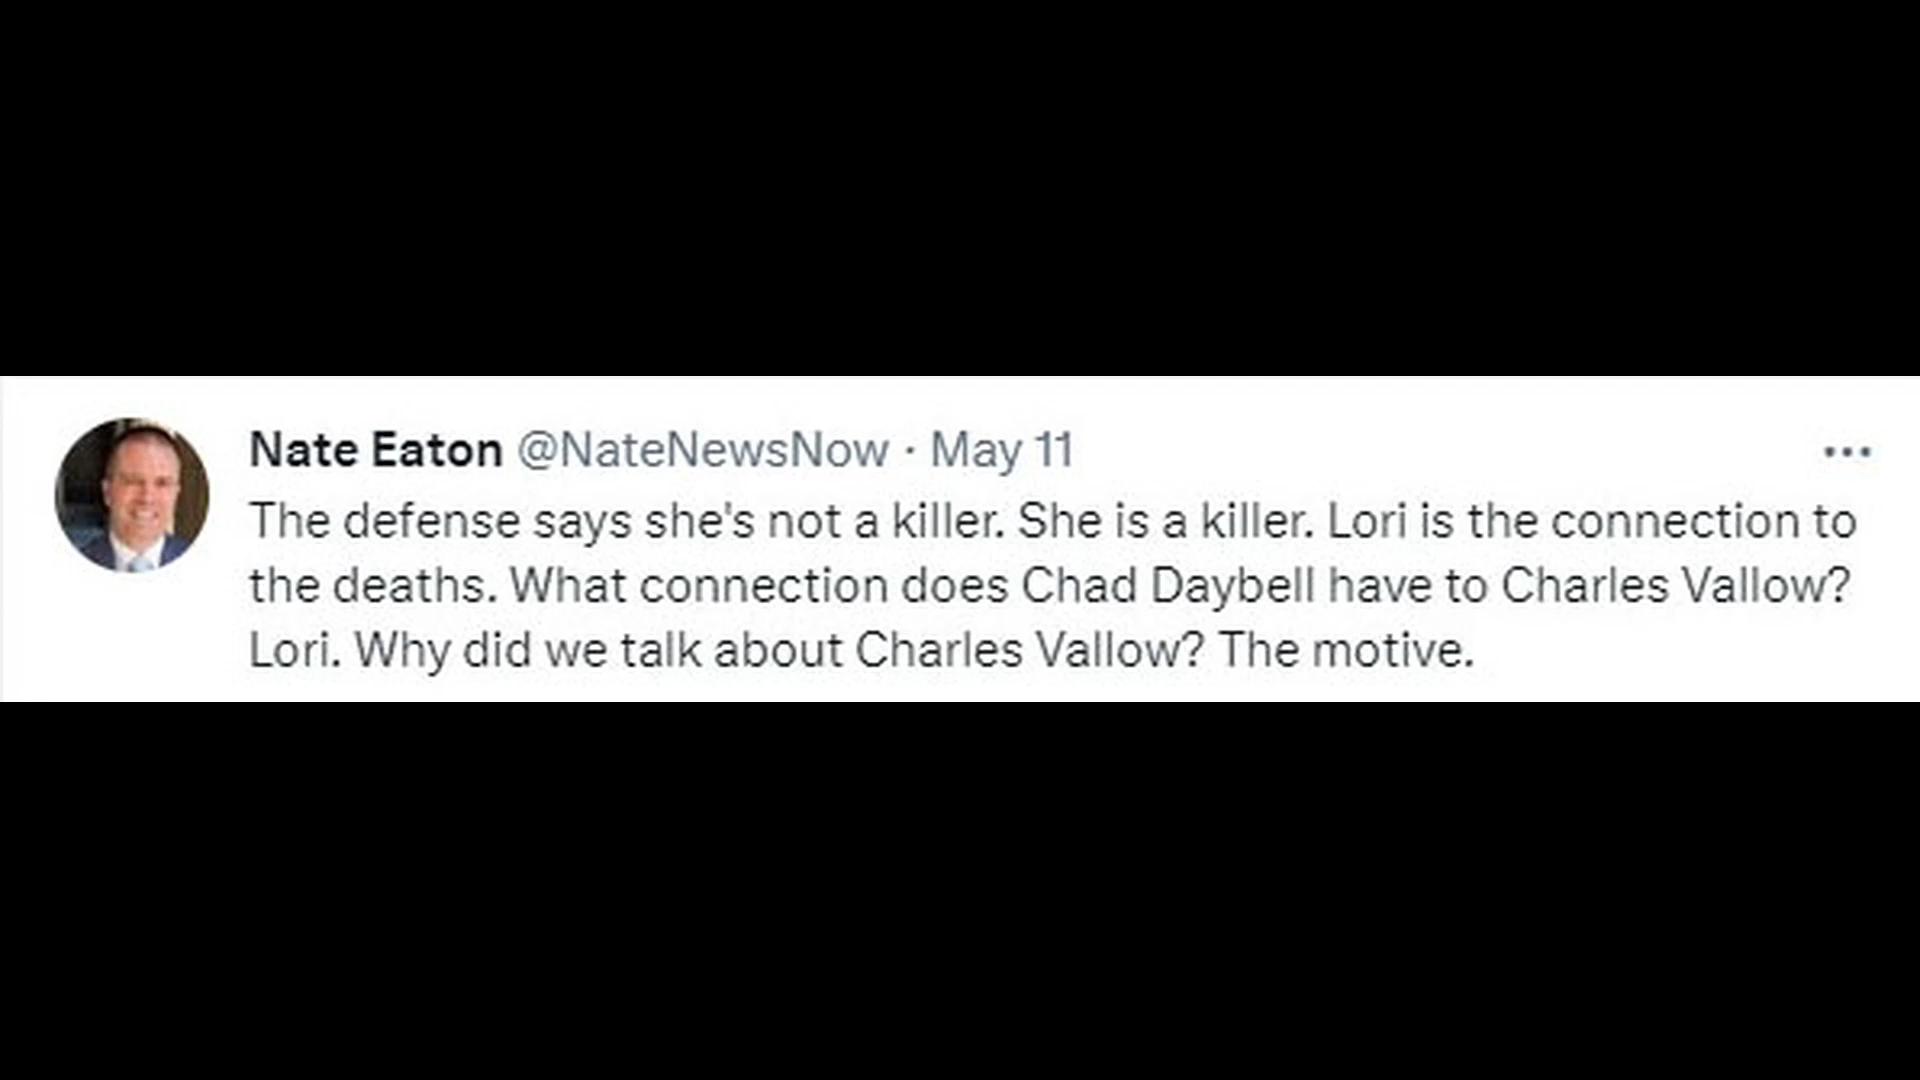 Nate Eaton @NateNewsNow · May 11
The defense says she's not a killer. She is a killer. Lori is the connection to
the deaths. What connection does Chad Daybell have to Charles Vallow?
Lori. Why did we talk about Charles Vallow? The motive.